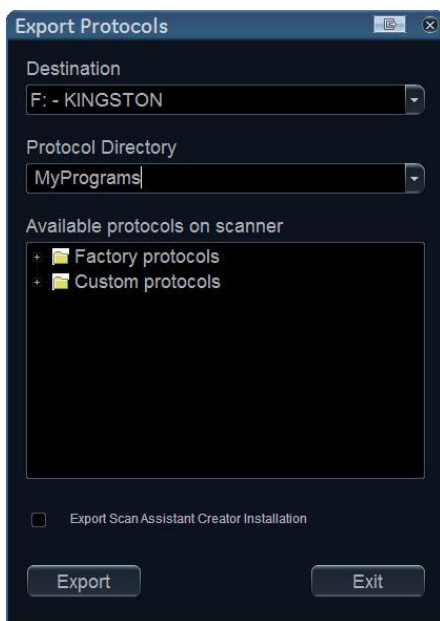 Export Protocols
Destination
F: - KINGSTON
Protocol Directory
MyPrograms
Available protocols on scanner
Factory protocols
Custom protocols
Export Scan Assistant Creator Installation
Export Exit